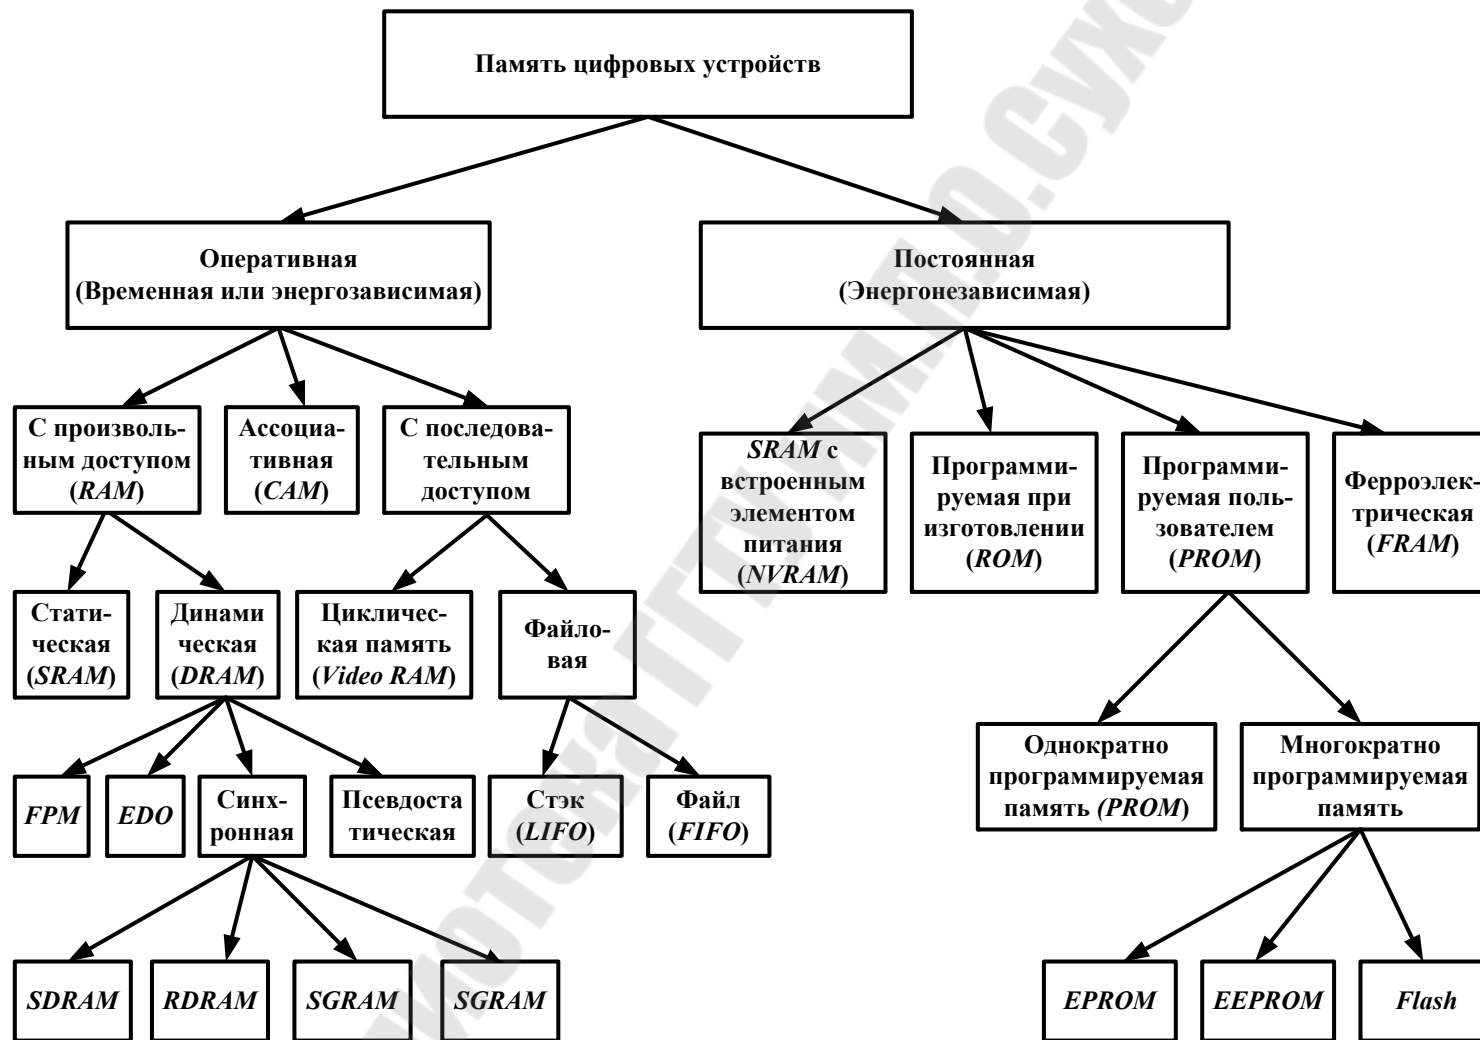 Память цифровых устройств
Оперативная
(Временная или энергозависимая)
Постоянная
(Энергонезависимая)
С произволь-
ным доступом
(RAM)
Ассоциа-
тивная
(CAM)
С последова-
тельным
доступом
SRAM с
встроенным
элементом
питания
(NVRAM)
Программи-
руемая при
изготовлении
(ROM)
Программи-
руемая поль-
зователем
(PROM)
Ферроэлек-
трическая
(FRAM)
Стати-
ческая
(SRAM)
Динами
ческая
(DRAM)
Цикличес-
кая память
(Video RAM)
Файло-
вая
Однократно
программируемая
память (PROM)
Многократно
программируемая
память
FPM
EDO
Синх-
ронная
Псевдоста
тическая
Стэк
(LIFO)
Файл
(FIFO)
SDRAM
RDRAM
SGRAM
SGRAM
EPROM
EEPROM
Flash
ГГТУ им.П.О.Сухо